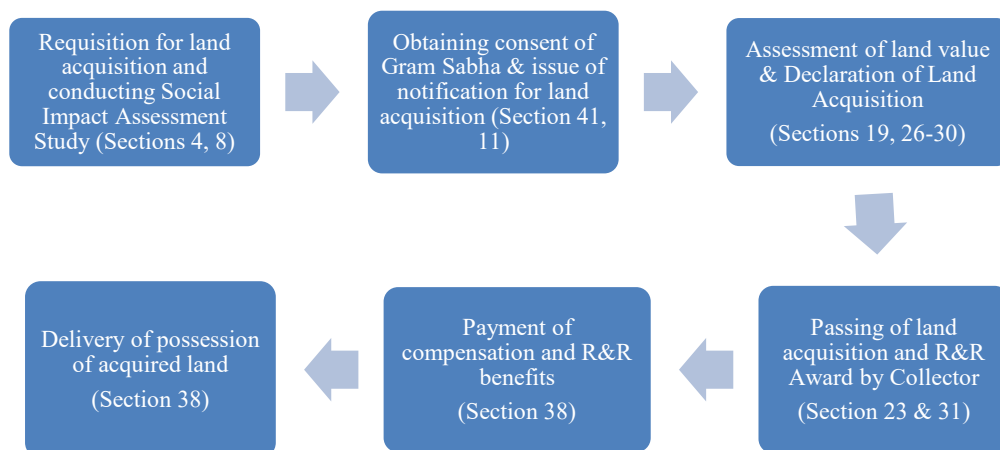 Requisition for land
acquisition and
conducting Social
Impact Assessment
Study (Sections 4, 8)
Obtaining consent of
Gram Sabha & issue of
notification for land
acquisition (Section 41,
11)
Assessment of land value
& Declaration of Land
Acquisition
(Sections 19, 26-30)
Passing of land
acquisition and R&R
Award by Collector
(Section 23 & 31)
Payment of
compensation and R&R
benefits
(Section 38)
Delivery of possession
of acquired land
(Section 38)